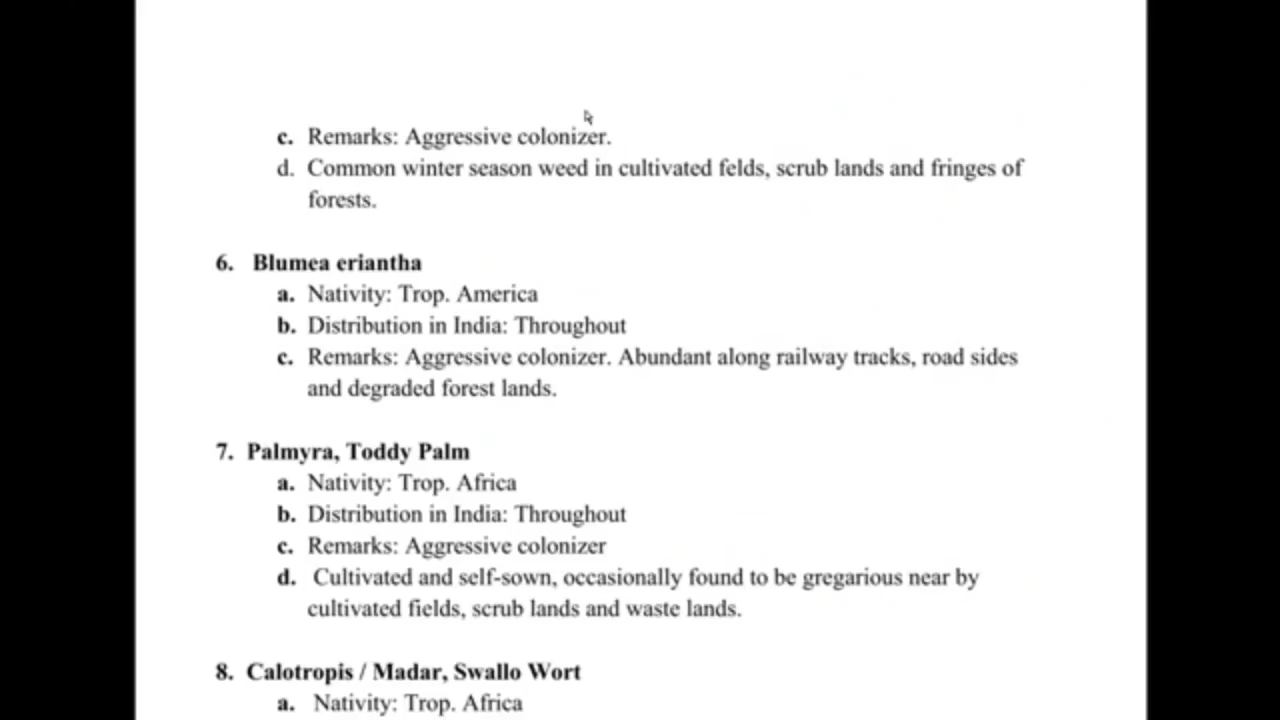 c. Remarks: Aggressive colonizer.
d. Common winter season weed in cultivated felds, scrub lands and fringes of
forests.
6. Blumea eriantha
a. Nativity: Trop. America
b. Distribution in India: Throughout
c. Remarks: Aggressive colonizer. Abundant along railway tracks, road sides
and degraded forest lands.
7. Palmyra, Toddy Palm
a. Nativity: Trop. Africa
b. Distribution in India: Throughout
c. Remarks: Aggressive colonizer
d. Cultivated and self-sown, occasionally found to be gregarious near by
cultivated fields, scrub lands and waste lands.
8. Calotropis / Madar, Swallo Wort
a. Nativity: Trop. Africa